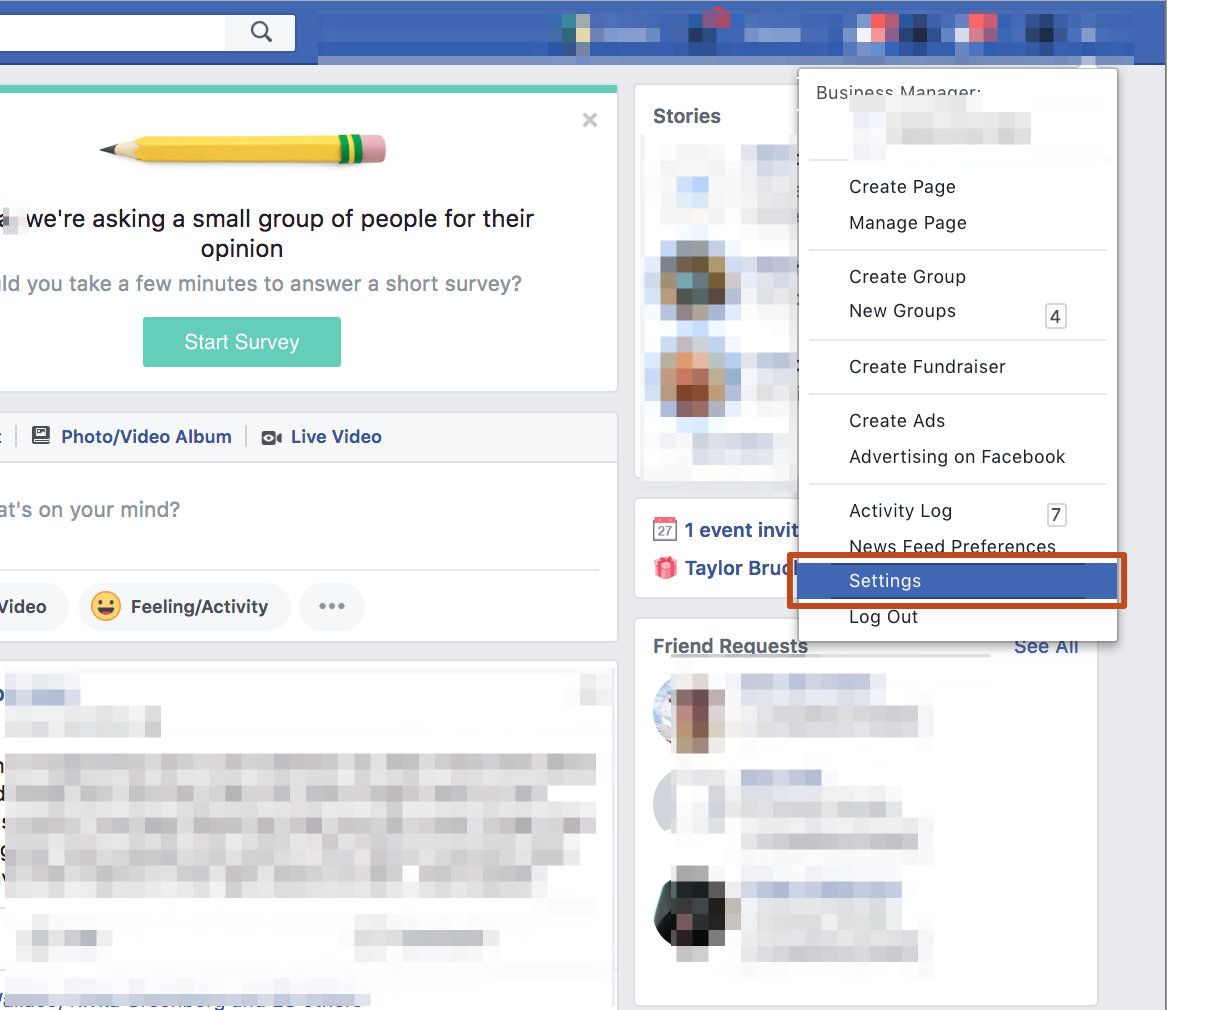 Business Manager:
Create Page
Manage Page
Create Group
New Groups
4
Create Fundraiser
Create Ads
Advertising on Facebook
Activity Log
7
News Feed Preferences
Settings
Log Out
we're asking a small group of people for their
opinion
you take a few minutes to answer a short survey?
Start Survey
Photo/Video Album
Live Video
on your mind?
Video
Feeling/Activity
Stories
27
1 event invit
Taylor
Friend Requests
See All